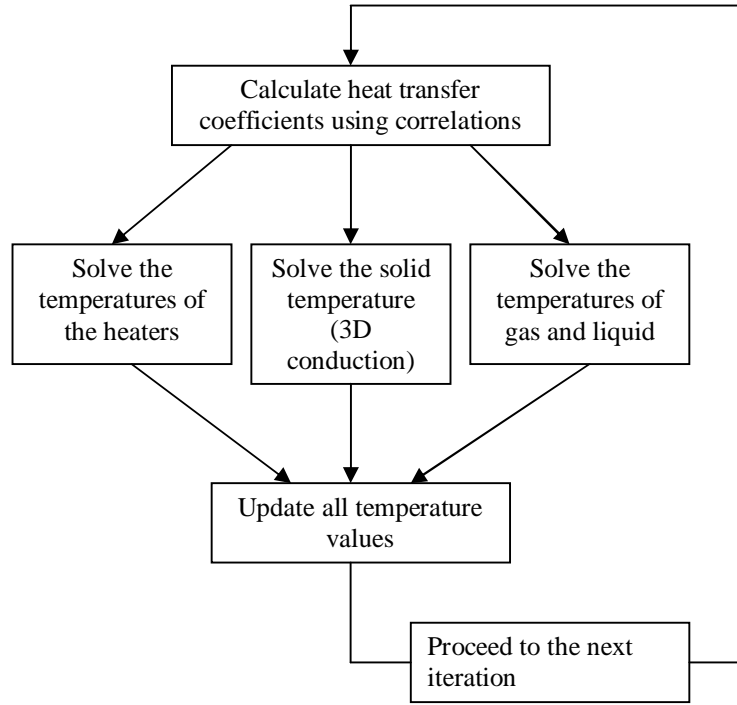 Calculate heat transfer
coefficients using correlations
Solve the
temperatures of
the heaters
Solve the solid
temperature
(3D
conduction)
Solve the
temperatures of
gas and liquid
Update all temperature
values
Proceed to the next
iteration